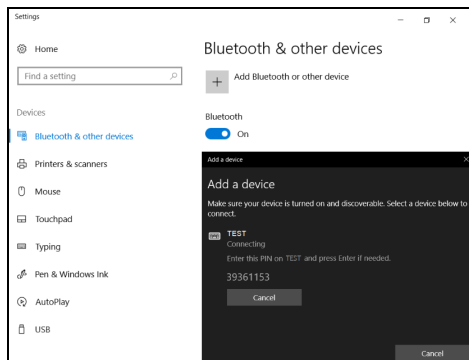 Settings
Home
Bluetooth & other devices
Find a setting
Add Bluetooth or other device
Devices
Bluetooth
Bluetooth & other devices
On
Printers & scanners
Add a device
Add a device
Mouse
Make sure your device is turned on and discoverable. Select a device below to
connect.
Touchpad
TEST
Connecting
Typing
Enter this PIN on TEST and press Enter if needed.
Pen & Windows Ink
39361153
AutoPlay
Cancel
USB
Cancel